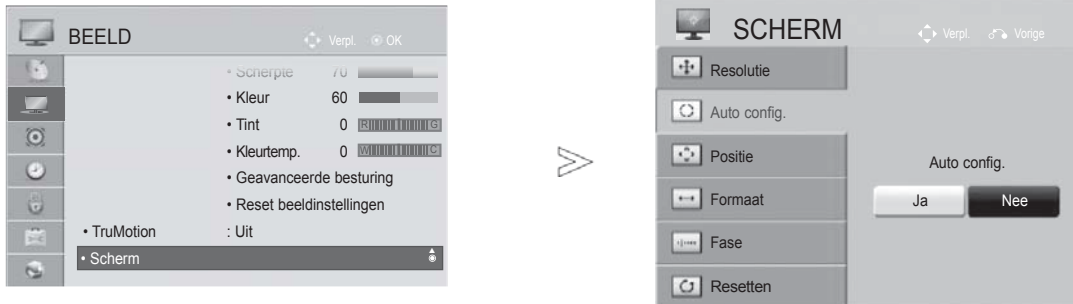 BEELD
Verpl. OK
• Scherpte 70
• Kleur 60
• Tint 0 R G
• Kleurtemp. 0 W C
• Geavanceerde besturing
• Reset beeldinstellingen
• TruMotion : Uit
• Scherm
SCHERM
Verpl. Vorige
Resolutie
Auto config.
Positie
Formaat
Fase
Resetten
Auto config.
Ja Nee